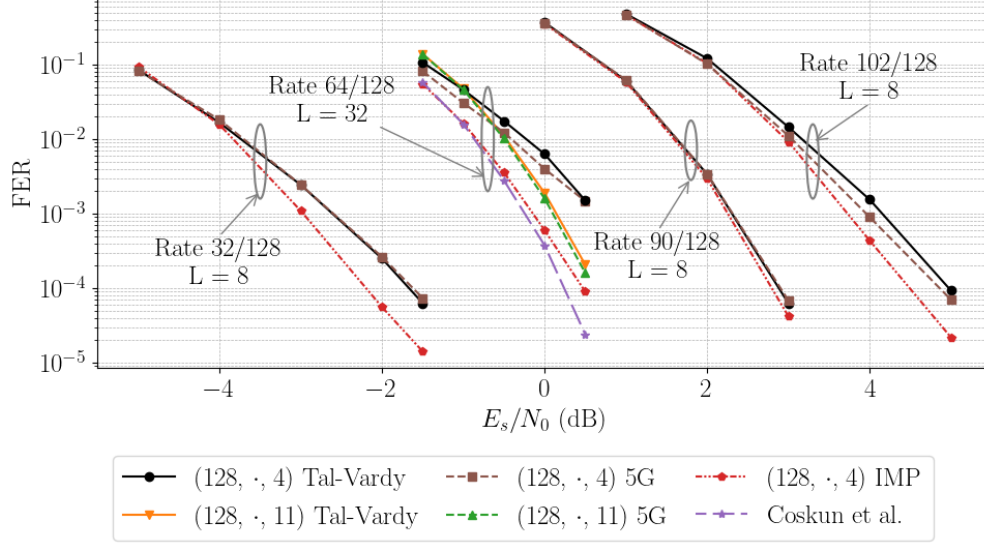 10⁻¹
10⁻²
10⁻³
10⁻⁴
10⁻⁵
FER
Rate 64/128
L = 32
Rate 102/128
L = 8
Rate 32/128
L = 8
Rate 90/128
L = 8
−4
−2
0
2
4
E_s/N_0 (dB)
(128, ·, 4) Tal-Vardy
(128, ·, 4) 5G
(128, ·, 4) IMP
(128, ·, 11) Tal-Vardy
(128, ·, 11) 5G
Coskun et al.